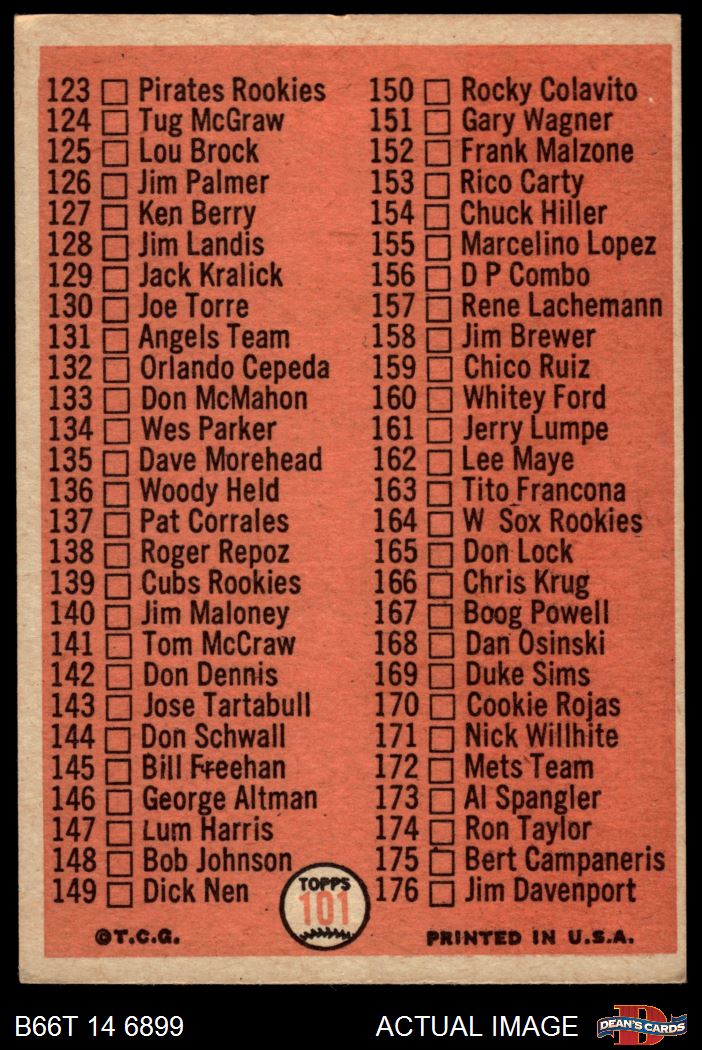 123 Pirates Rookies
124 Tug McGraw
125 Lou Brock
126 Jim Palmer
127 Ken Berry
128 Jim Landis
129 Jack Kralick
130 Joe Torre
131 Angels Team
132 Orlando Cepeda
133 Don McMahon
134 Wes Parker
135 Dave Morehead
136 Woody Held
137 Pat Corrales
138 Roger Repoz
139 Cubs Rookies
140 Jim Maloney
141 Tom McCraw
142 Don Dennis
143 Jose Tartabull
144 Don Schwall
145 Bill Freehan
146 George Altman
147 Lum Harris
148 Bob Johnson
149 Dick Nen
150 Rocky Colavito
151 Gary Wagner
152 Frank Malzone
153 Rico Carty
154 Chuck Hiller
155 Marcelino Lopez
156 D P Combo
157 Rene Lachemann
158 Jim Brewer
159 Chico Ruiz
160 Whitey Ford
161 Jerry Lumpe
162 Lee Maye
163 Tito Francona
164 W Sox Rookies
165 Don Lock
166 Chris Krug
167 Boog Powell
168 Dan Osinski
169 Duke Sims
170 Cookie Rojas
171 Nick Willhite
172 Mets Team
173 Al Spangler
174 Ron Taylor
175 Bert Campaneris
176 Jim Davenport
TOPPS
101
©T.C.G.
PRINTED IN U.S.A.
B66T 14 6899
ACTUAL IMAGE
D
DEAN'S CARDS